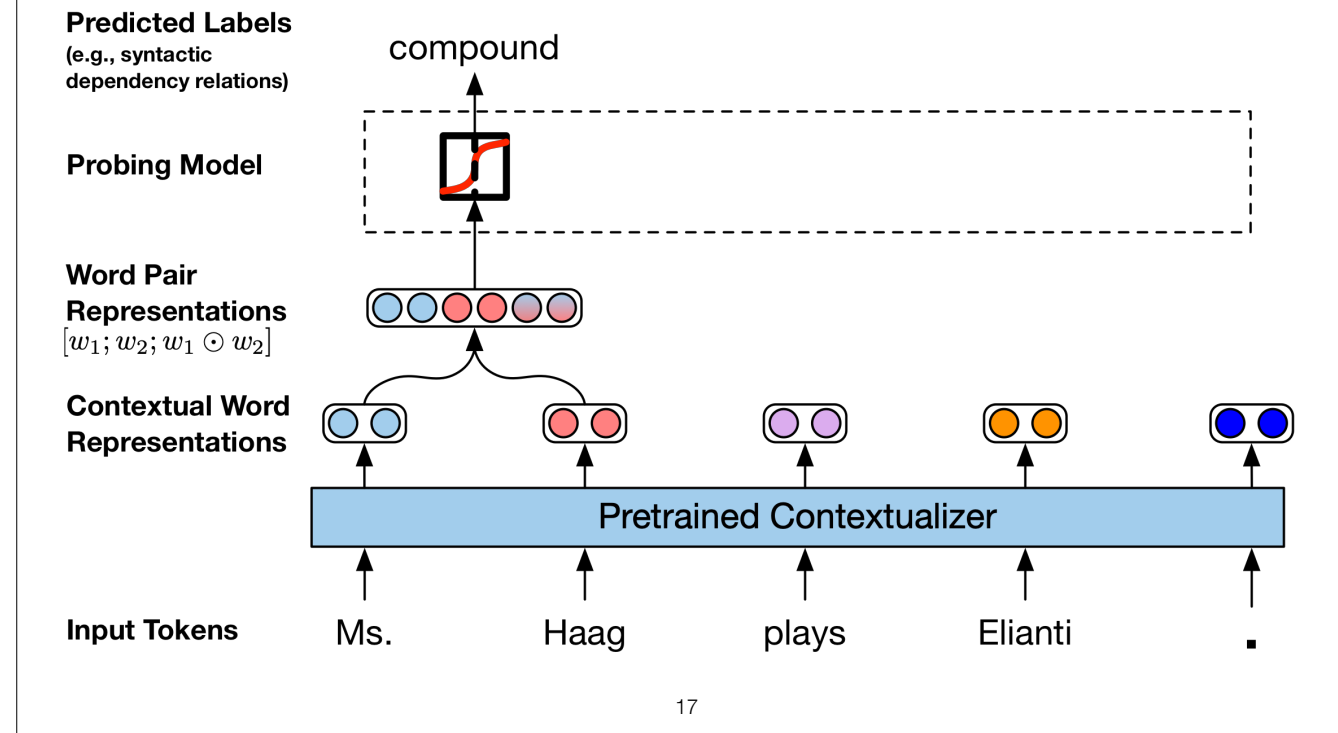 Predicted Labels
(e.g., syntactic
dependency relations)
compound
Probing Model
Word Pair
Representations
[w₁; w₂; w₁ ⊙ w₂]
Contextual Word
Representations
Pretrained Contextualizer
Input Tokens
Ms. Haag plays Elianti .
17